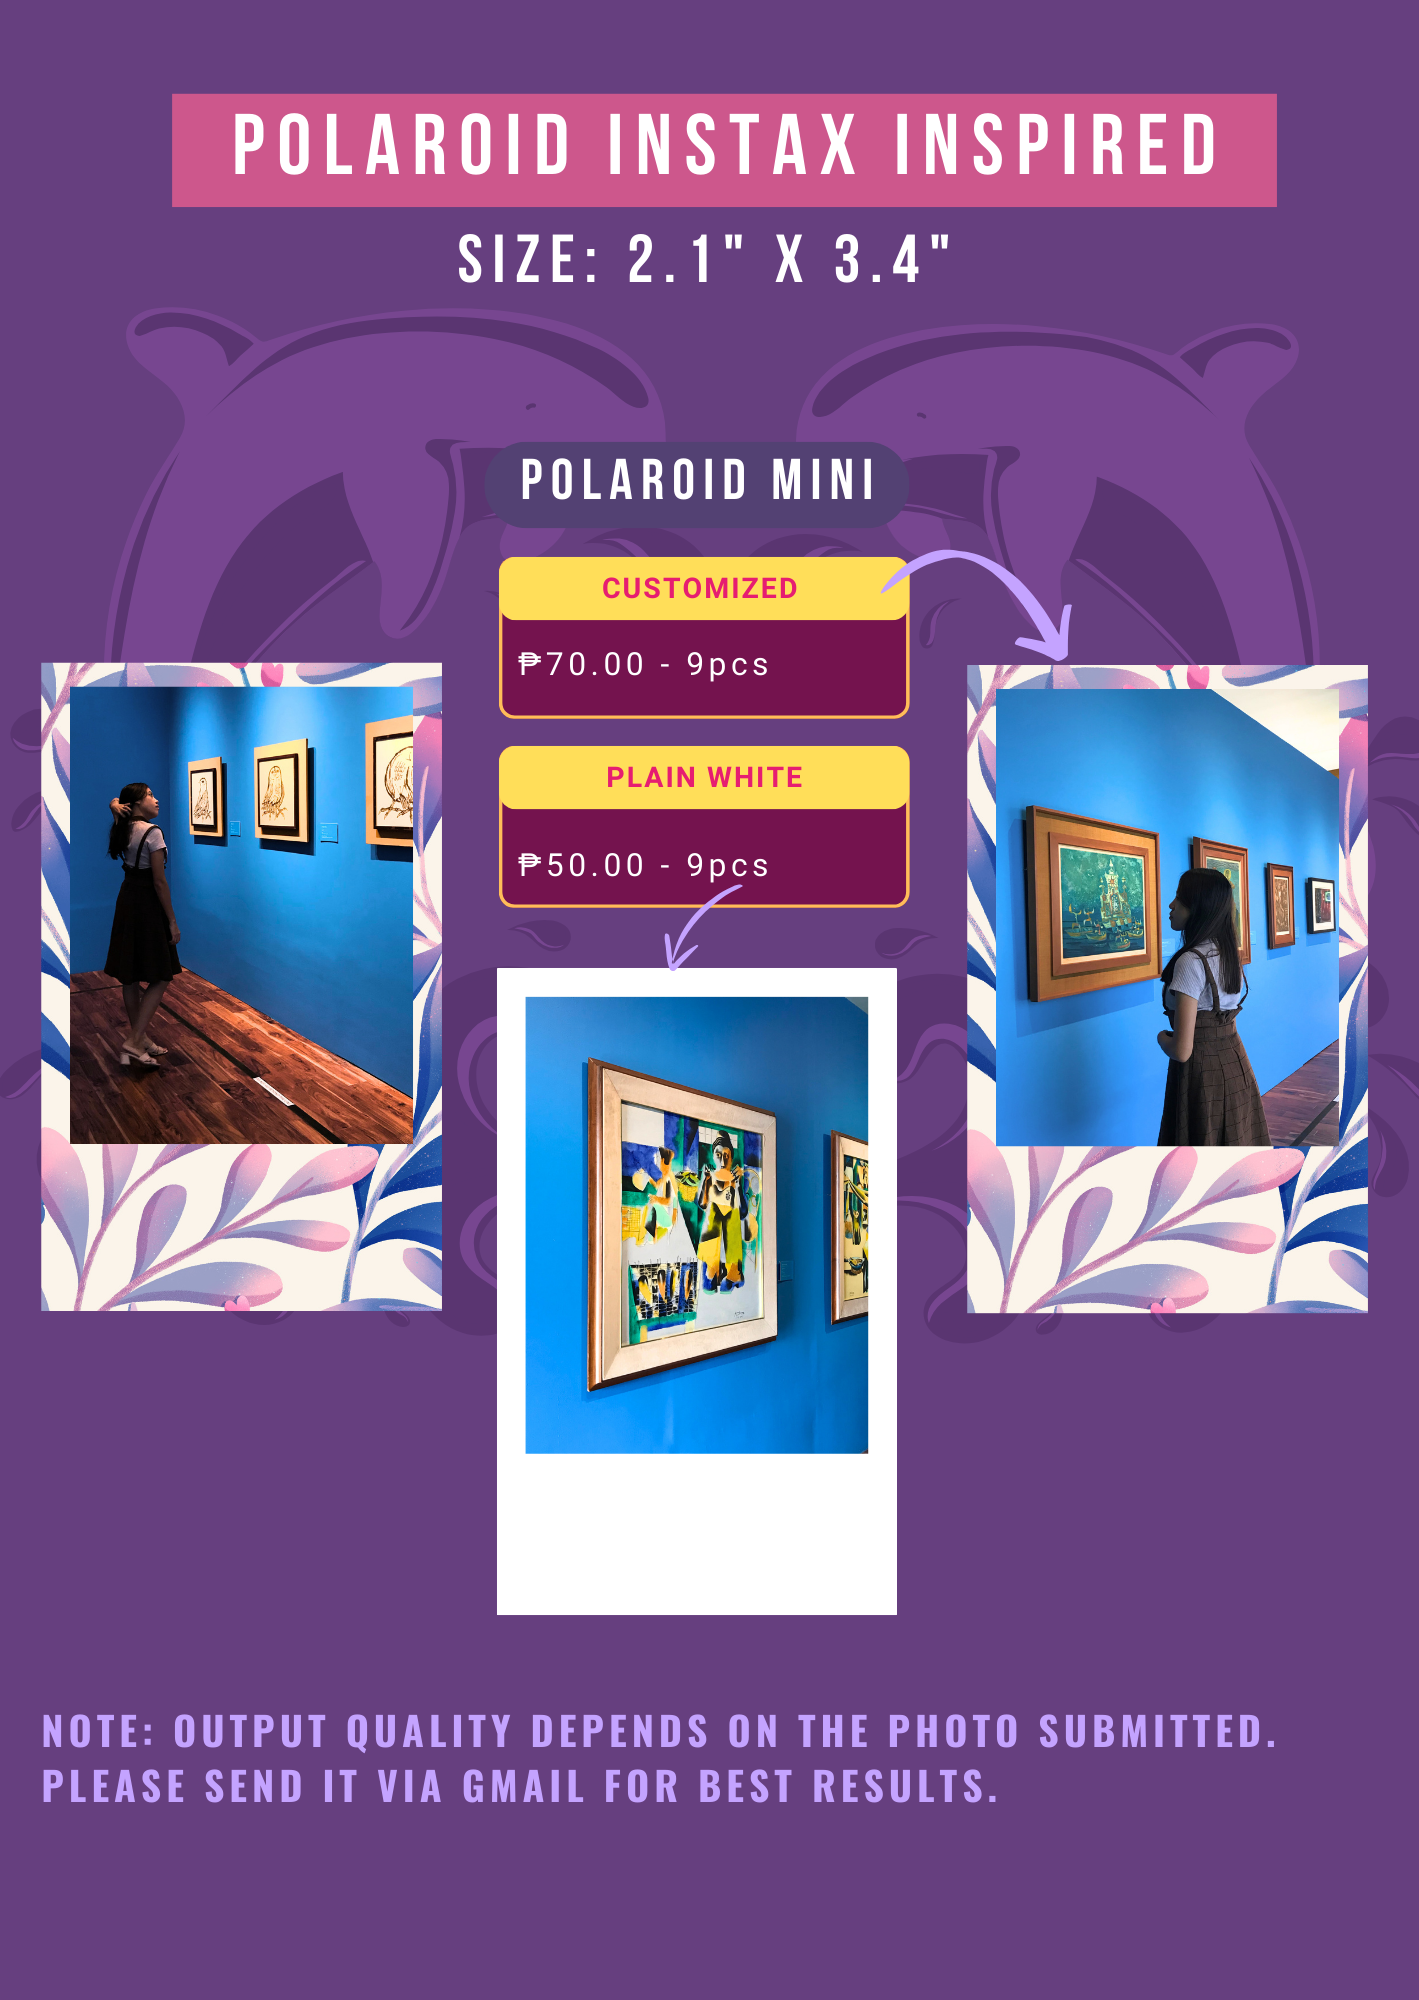 POLAROID INSTAX INSPIRED
SIZE: 2.1" X 3.4"
POLAROID MINI
CUSTOMIZED
₱70.00 - 9pcs
PLAIN WHITE
₱50.00 - 9pcs
NOTE: OUTPUT QUALITY DEPENDS ON THE PHOTO SUBMITTED.
PLEASE SEND IT VIA GMAIL FOR BEST RESULTS.